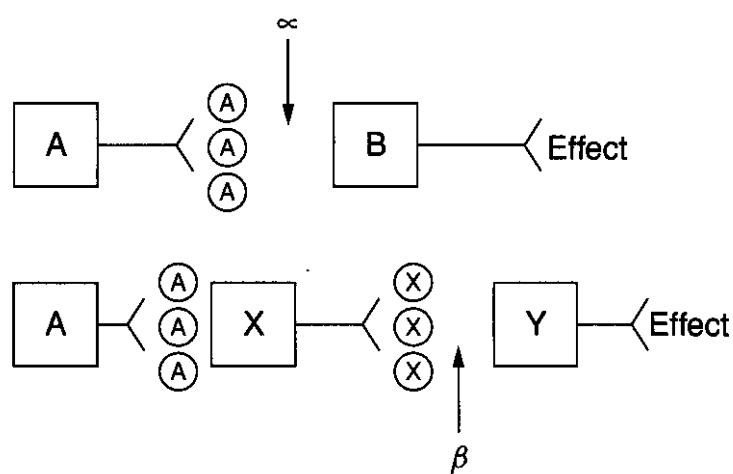 ∝
A A A A B Effect
A A A A X X X X Y Effect
β